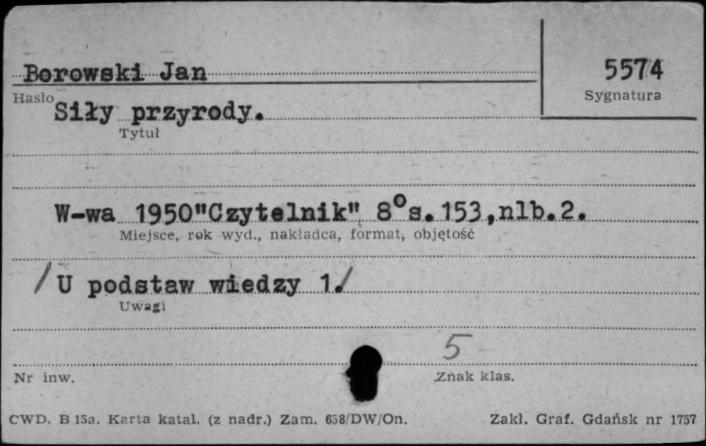 Borowski Jan
5574
Hasło
Sygnatura
Siły przyrody.
Tytuł
W-wa 1950"Czytelnik" 8°s.153,nlb.2.
Miejsce, rok wyd., nakładca, format, objętość
/U podstaw wiedzy 1./
Uwagi
5
Nr inw.
Znak klas.
CWD. B 15a. Karta katal. (z nadr.) Zam. 658/DW/On.
Zakł. Graf. Gdańsk nr 1757